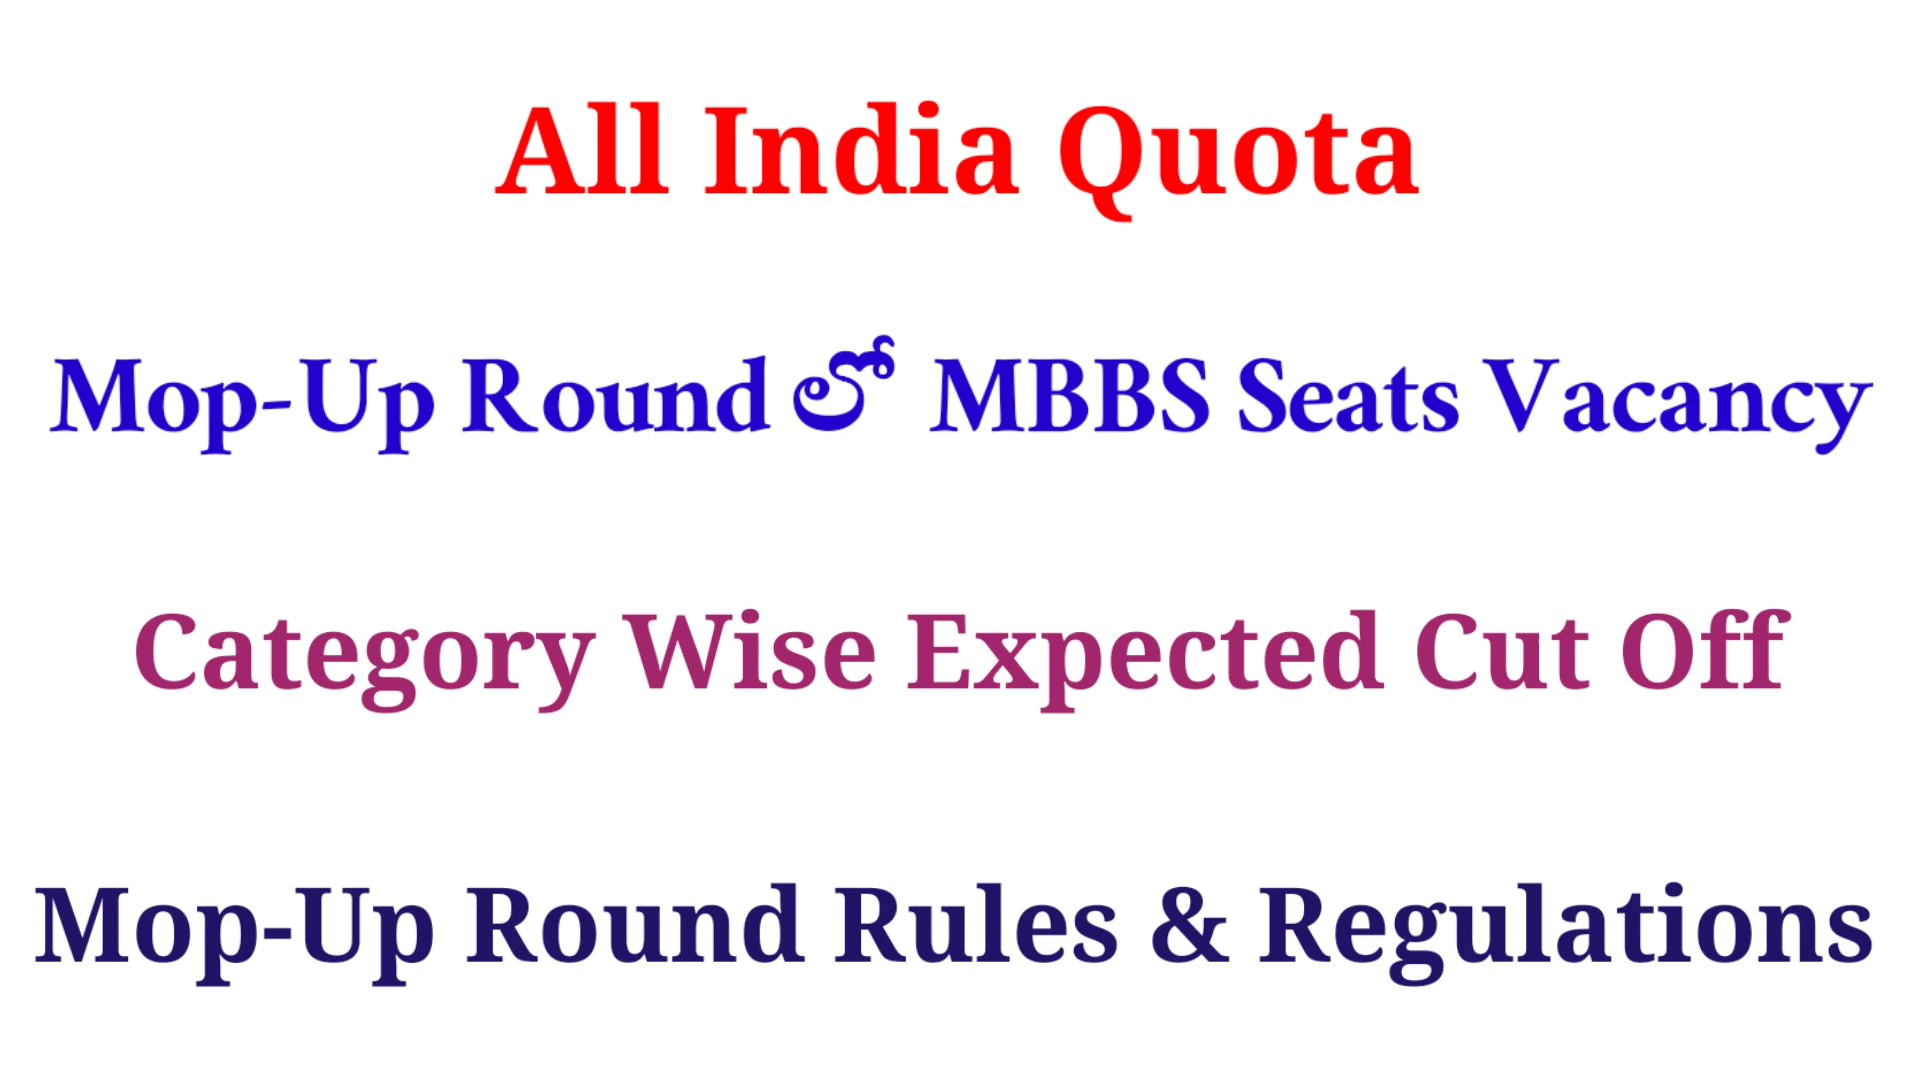 All India Quota
Mop-Up Round లో MBBS Seats Vacancy
Category Wise Expected Cut Off
Mop-Up Round Rules & Regulations